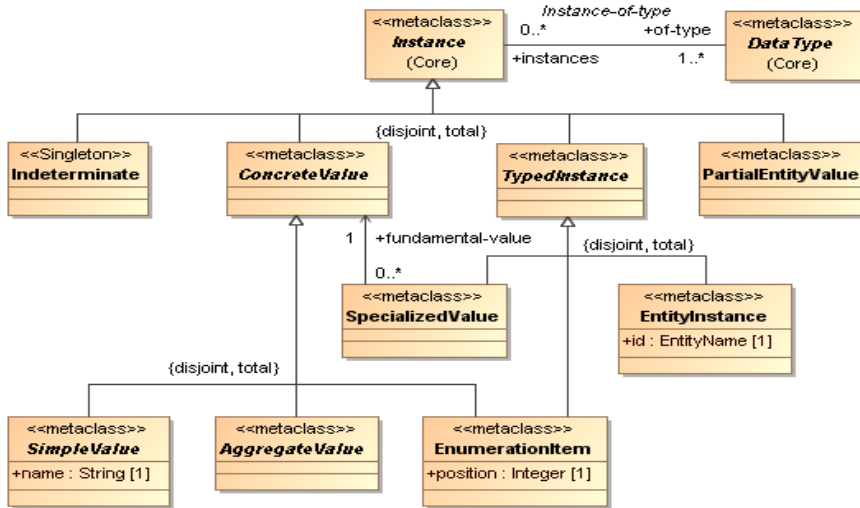 <<metaclass>>
Instance
(Core)
Instance-of-type
0..*
+of-type
+instances
1..*
<<metaclass>>
DataType
(Core)
{disjoint, total}
<<Singleton>>
Indeterminate
<<metaclass>>
ConcreteValue
<<metaclass>>
TypedInstance
<<metaclass>>
PartialEntityValue
1
+fundamental-value
0..*
{disjoint, total}
<<metaclass>>
SpecializedValue
<<metaclass>>
EntityInstance
+id : EntityName [1]
{disjoint, total}
<<metaclass>>
SimpleValue
+name : String [1]
<<metaclass>>
AggregateValue
<<metaclass>>
EnumerationItem
+position : Integer [1]